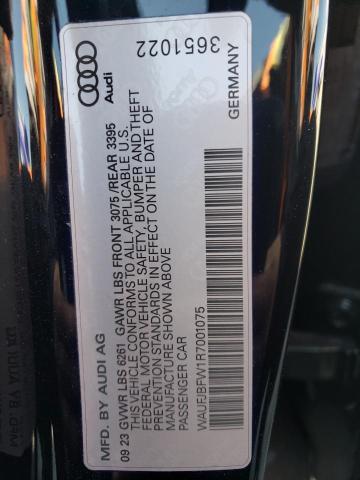 Audi
3651022
GERMANY
MFD. BY AUDI AG
09 23 GVWR LBS 6261 GAWR LBS FRONT 3075/REAR 3395
THIS VEHICLE CONFORMS TO ALL APPLICABLE U.S.
FEDERAL MOTOR VEHICLE SAFETY, BUMPER AND THEFT
PREVENTION STANDARDS IN EFFECT ON THE DATE OF
MANUFACTURE SHOWN ABOVE
PASSENGER CAR
WAUFJBFW1R7001075